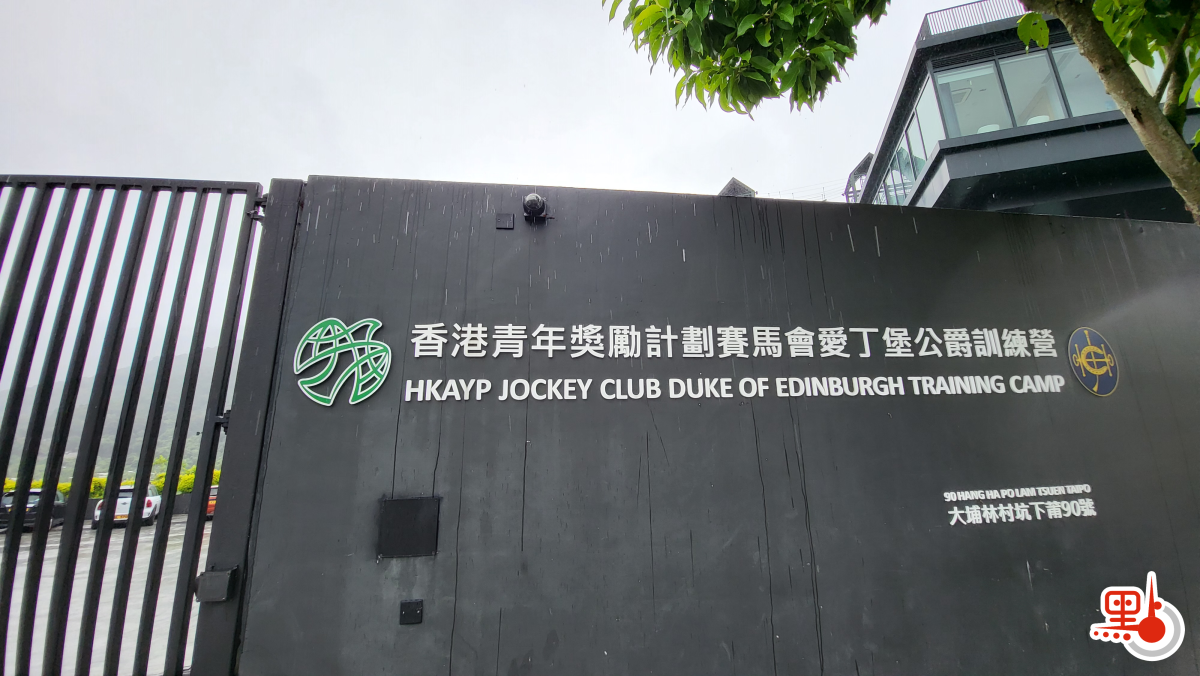 香港青年獎勵計劃賽馬會愛丁堡公爵訓練營
HKAYP JOCKEY CLUB DUKE OF EDINBURGH TRAINING CAMP
90 HANG HA PO LAM TSUEN TAIPO
大埔林村坑下莆90號
點